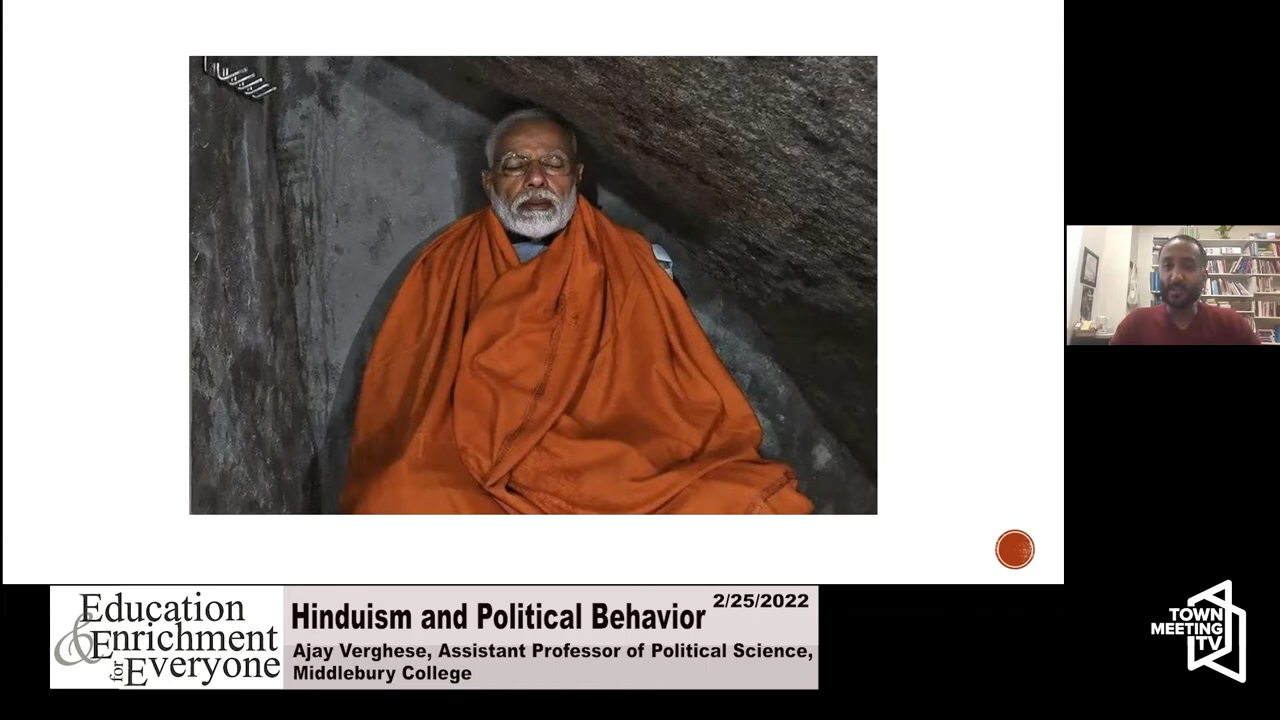 Education
& Enrichment
for Everyone
Hinduism and Political Behavior
2/25/2022
Ajay Verghese, Assistant Professor of Political Science,
Middlebury College
TOWN
MEETING
TV